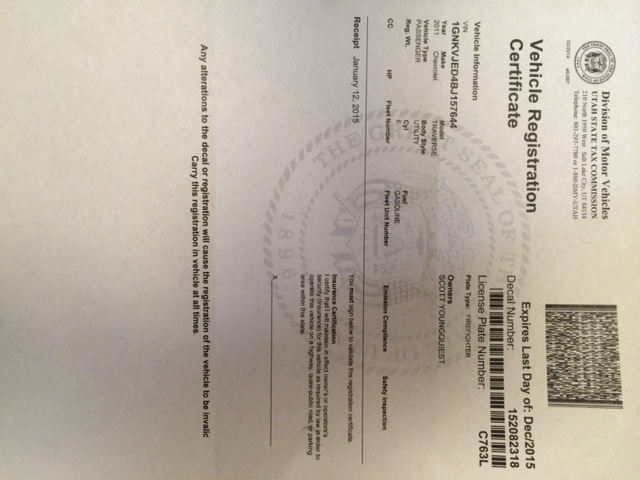 Division of Motor Vehicles
UTAH STATE TAX COMMISSION
210 North 1950 West Salt Lake City, UT 84134
Telephone: 801-297-7780 or 1-800-DMV-UTAH
Vehicle Registration
Certificate
Expires Last Day of: Dec/2015
Decal Number: 152082318
License Plate Number: C763L
Plate Type: FIREFIGHTER
Vehicle Information
VIN
1GNKVJED4BJ157644
Year Make Model
2011 Chevrolet TRAVERSE
Vehicle Type Body Style
PASSENGER UTILITY
Reg. Wt. Cyl Fuel
6 GASOLINE
CC HP Fleet Number Fleet Unit Number
Owners
SCOTT YOUNGQUIEST
Emission Compliance Safety Inspection
Receipt January 12, 2015
You must sign below to validate this registration certificate.
Insurance Certification
I certify that I will maintain in effect owner's or operators's
security (insurance) for this vehicle as required by law in order to
operate this vehicle on a highway, quasi-public road, or parking
area within this state.
X
Any alterations to the decal or registration will cause the registration of the vehicle to be invalid
Carry this registration in vehicle at all times
1896